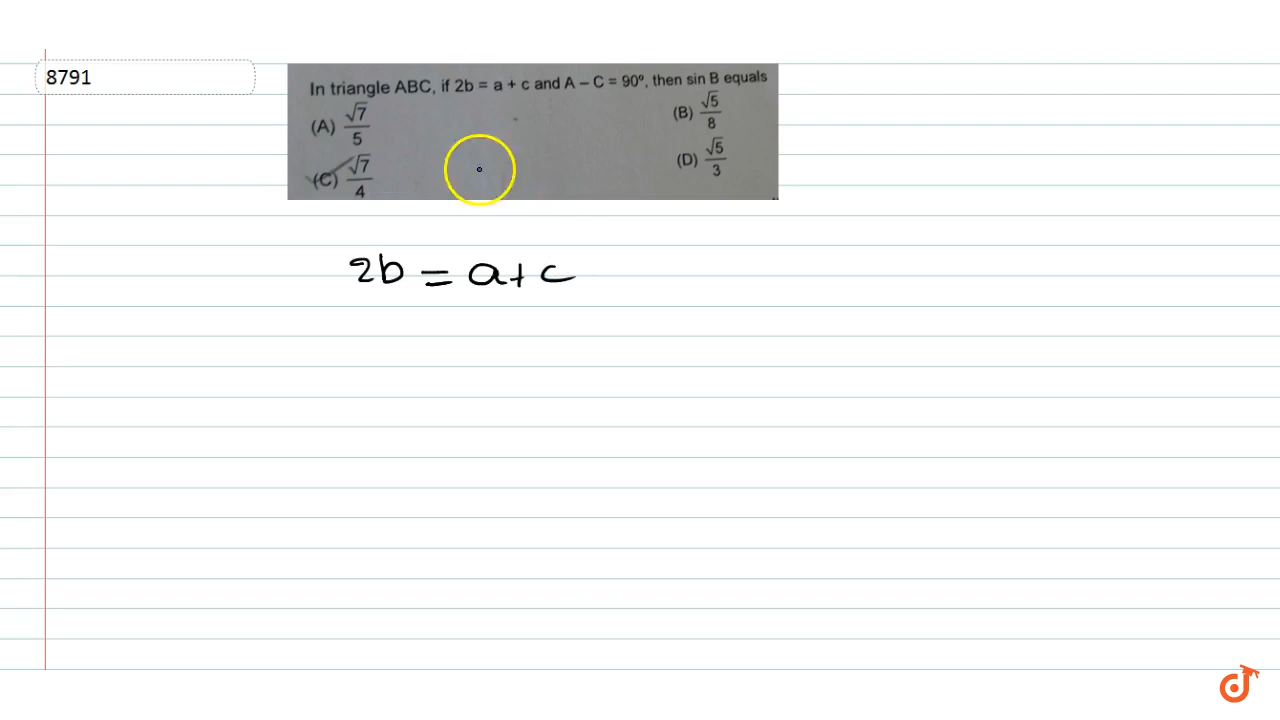 8791
In triangle ABC, if 2b = a + c and A – C = 90º, then sin B equals
(A) √7/5
(B) √5/8
(C) √7/4
(D) √5/3
2b = a + c